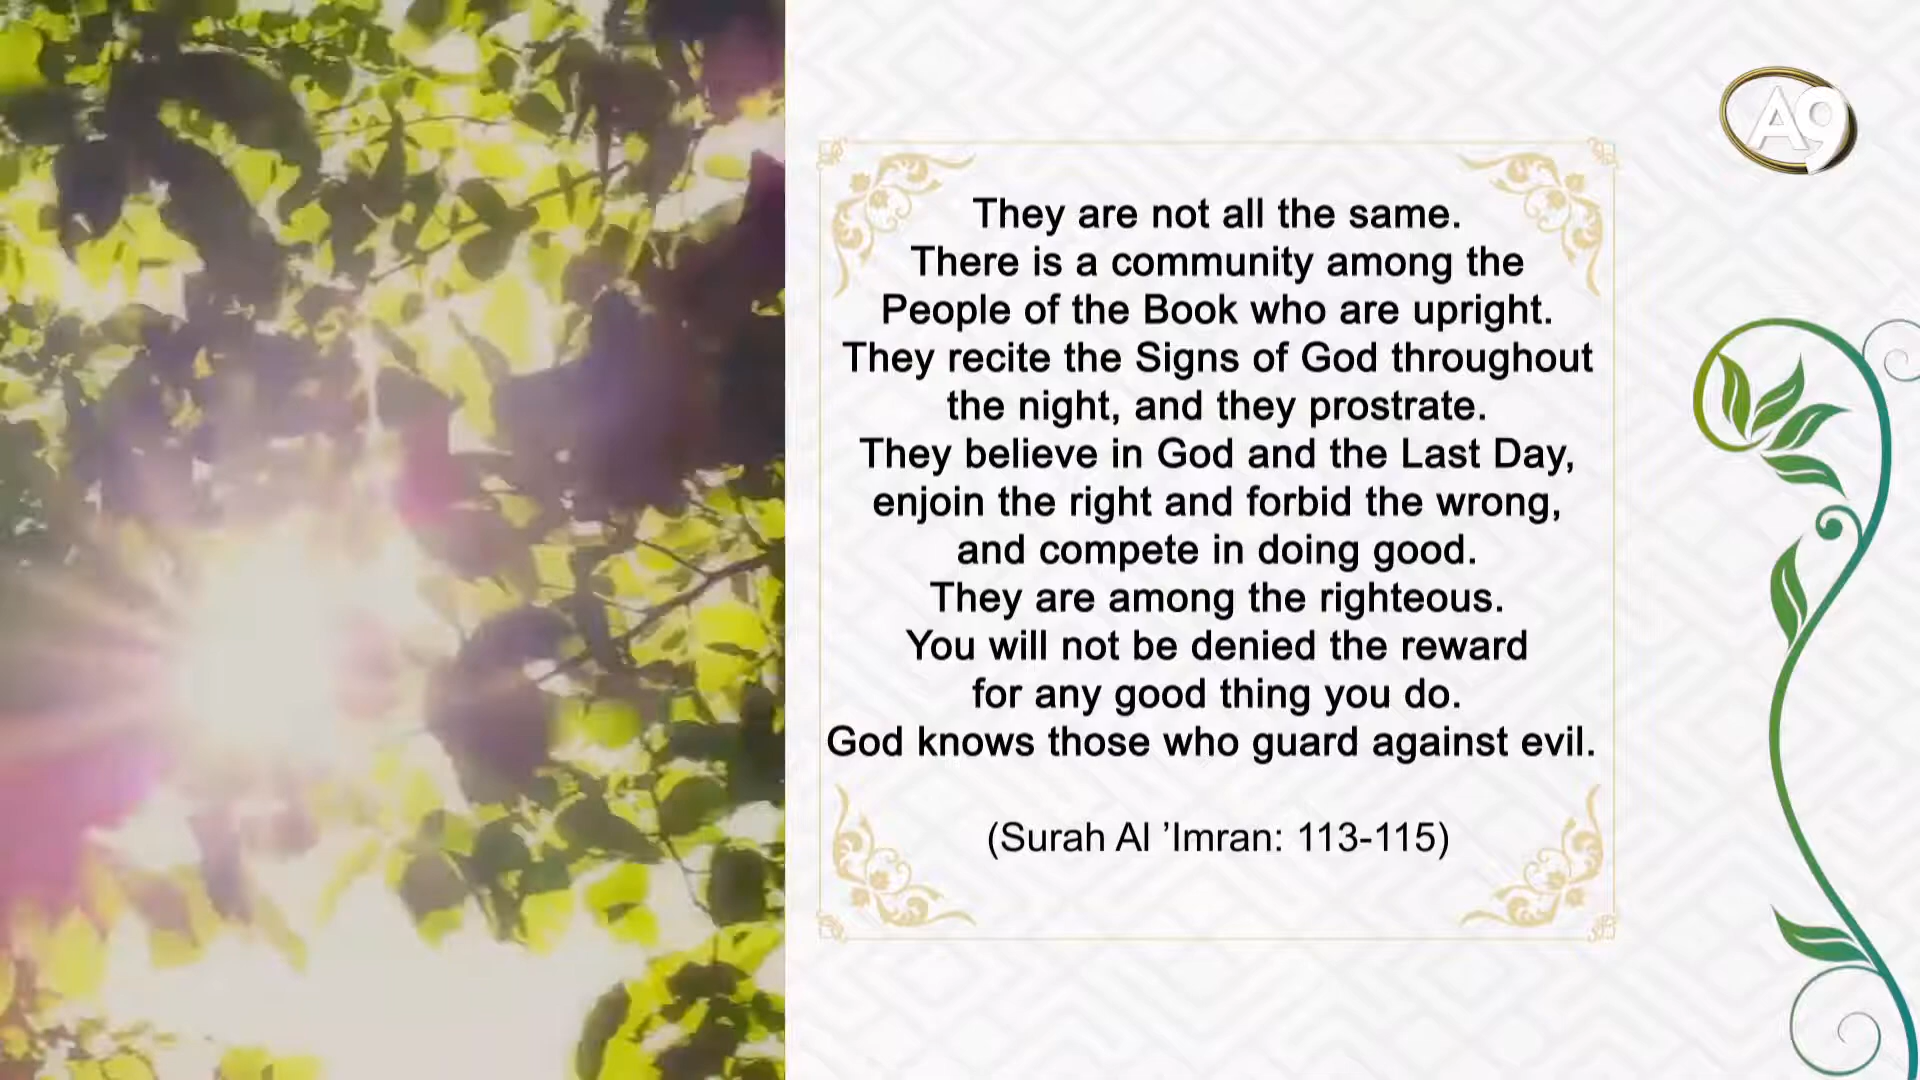 A9
They are not all the same.
There is a community among the
People of the Book who are upright.
They recite the Signs of God throughout
the night, and they prostrate.
They believe in God and the Last Day,
enjoin the right and forbid the wrong,
and compete in doing good.
They are among the righteous.
You will not be denied the reward
for any good thing you do.
God knows those who guard against evil.
(Surah Al ’Imran: 113-115)